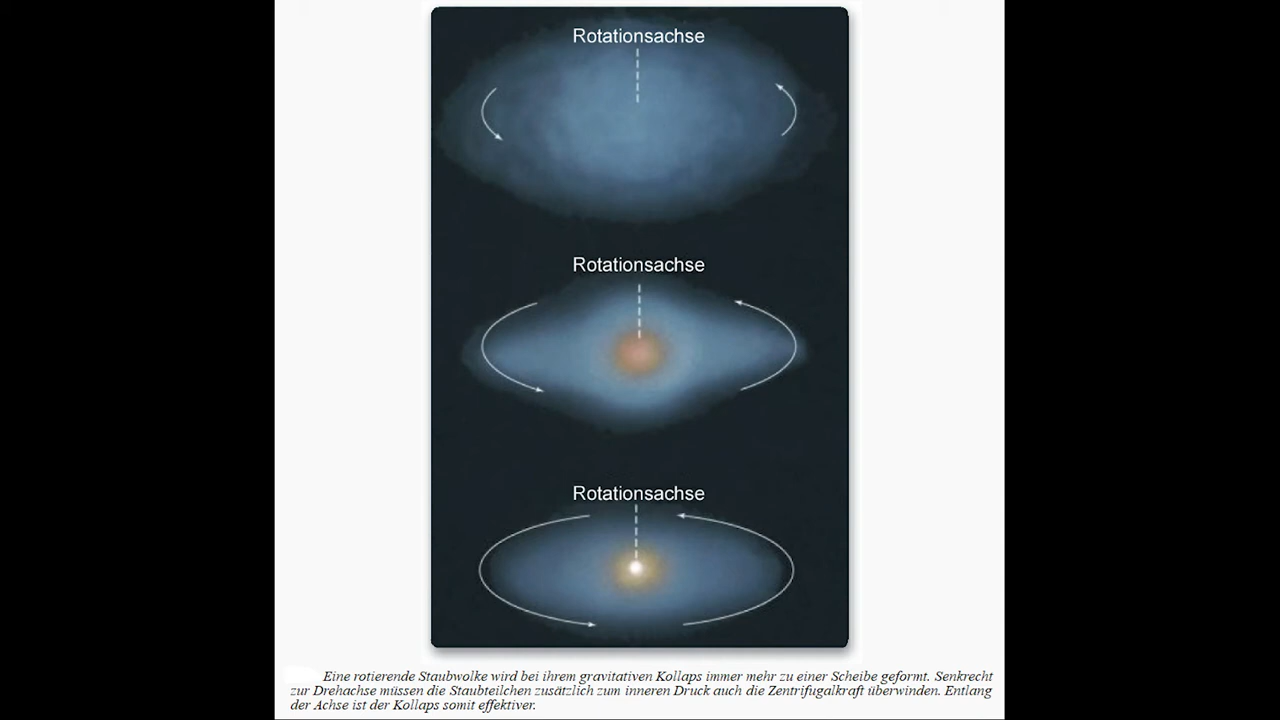 Rotationsachse
Rotationsachse
Rotationsachse
Eine rotierende Staubwolke wird bei ihrem gravitativen Kollaps immer mehr zu einer Scheibe geformt. Senkrecht
zur Drehachse müssen die Staubteilchen zusätzlich zum inneren Druck auch die Zentrifugalkraft überwinden. Entlang
der Achse ist der Kollaps somit effektiver.